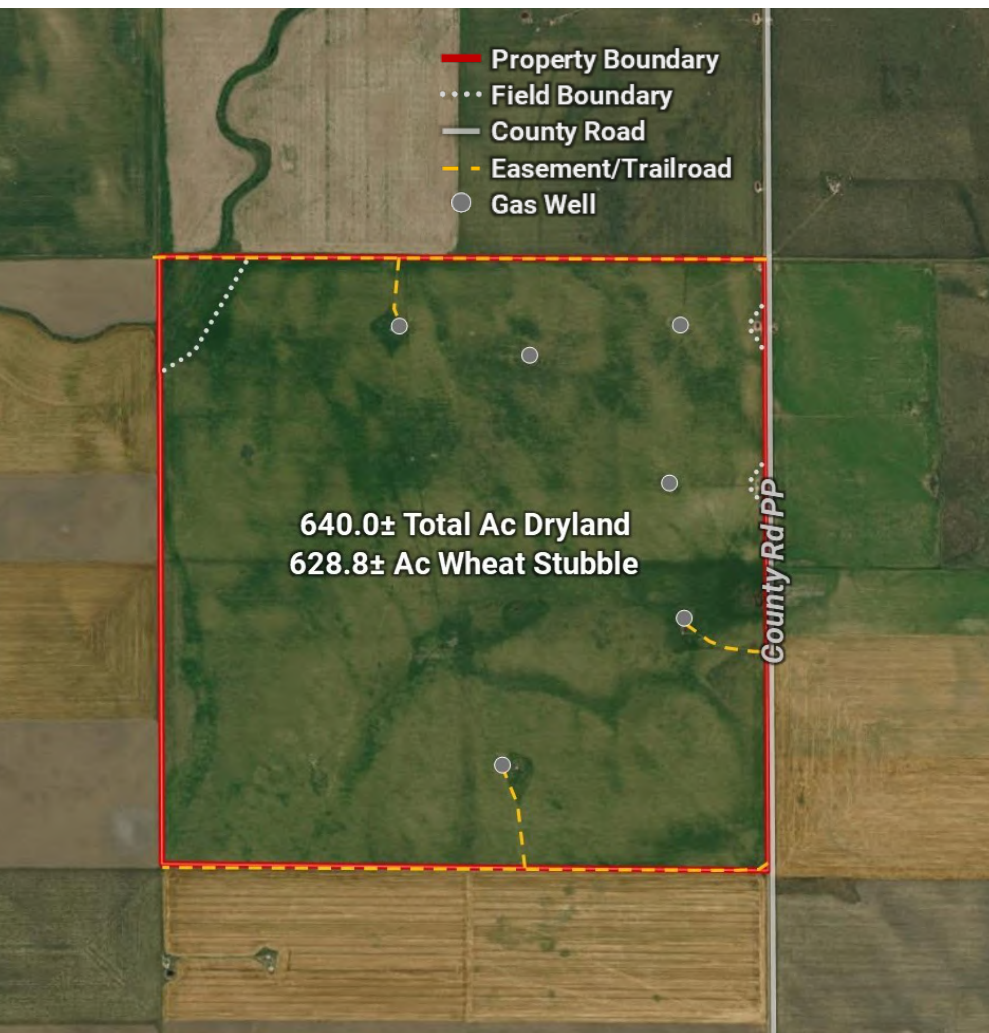 Property Boundary
Field Boundary
County Road
Easement/Trailroad
Gas Well
640.0± Total Ac Dryland
628.8± Ac Wheat Stubble
County Rd PP